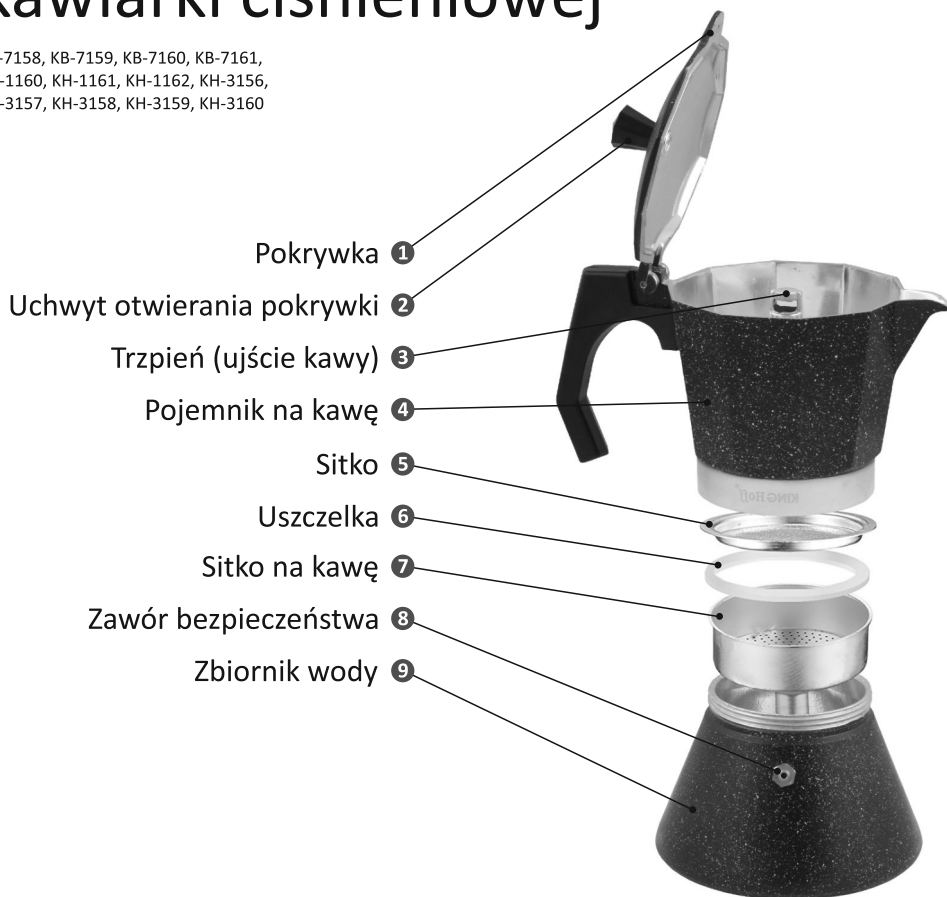 kawiarki ciśnieniowej
-7158, KB-7159, KB-7160, KB-7161,
-1160, KH-1161, KH-1162, KH-3156,
-3157, KH-3158, KH-3159, KH-3160
Pokrywka 1
Uchwyt otwierania pokrywki 2
Trzpień (ujście kawy) 3
Pojemnik na kawę 4
Sitko 5
Uszczelka 6
Sitko na kawę 7
Zawór bezpieczeństwa 8
Zbiornik wody 9
KING Hoff